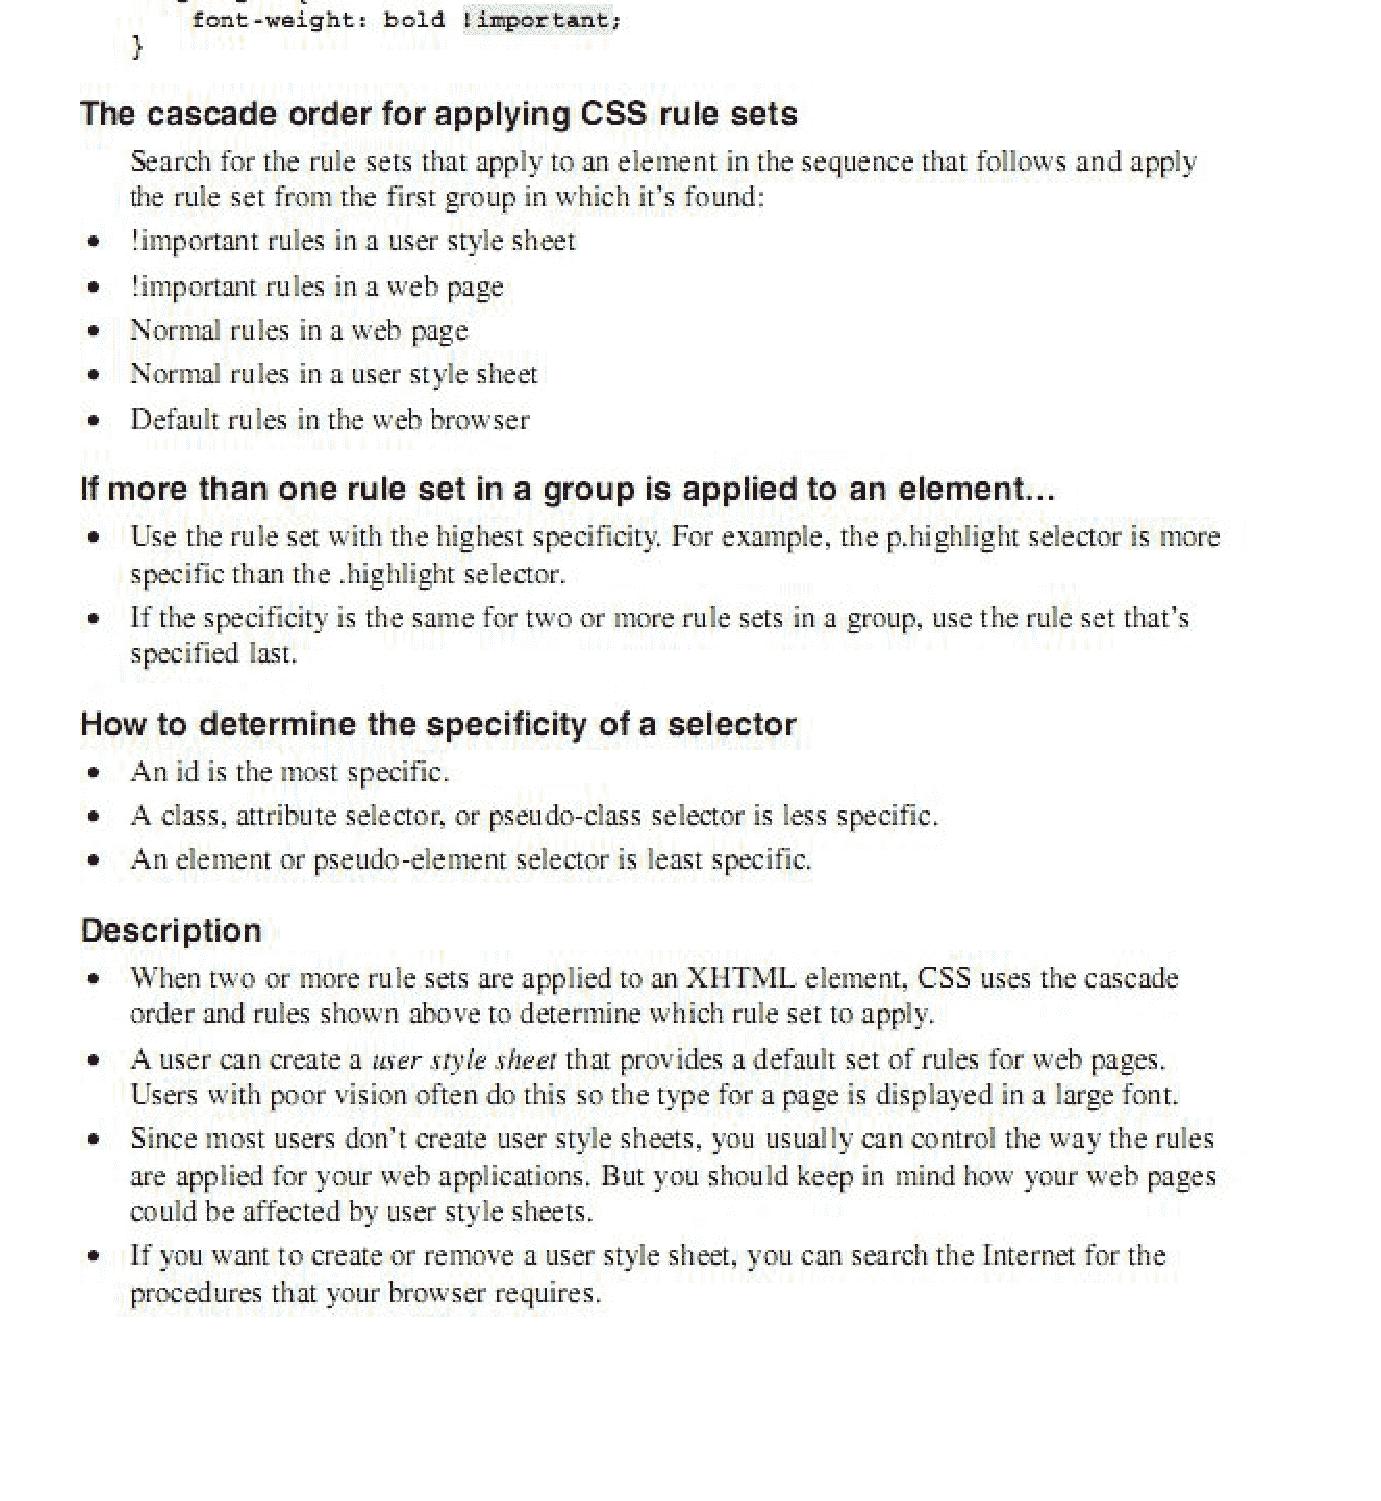 font-weight: bold !important;
}
The cascade order for applying CSS rule sets
Search for the rule sets that apply to an element in the sequence that follows and apply
the rule set from the first group in which it's found:
• !important rules in a user style sheet
• !important rules in a web page
• Normal rules in a web page
• Normal rules in a user style sheet
• Default rules in the web browser
If more than one rule set in a group is applied to an element...
• Use the rule set with the highest specificity. For example, the p.highlight selector is more
specific than the .highlight selector.
• If the specificity is the same for two or more rule sets in a group, use the rule set that's
specified last.
How to determine the specificity of a selector
• An id is the most specific.
• A class, attribute selector, or pseudo-class selector is less specific.
• An element or pseudo-element selector is least specific.
Description
• When two or more rule sets are applied to an XHTML element, CSS uses the cascade
order and rules shown above to determine which rule set to apply.
• A user can create a user style sheet that provides a default set of rules for web pages.
Users with poor vision often do this so the type for a page is displayed in a large font.
• Since most users don't create user style sheets, you usually can control the way the rules
are applied for your web applications. But you should keep in mind how your web pages
could be affected by user style sheets.
• If you want to create or remove a user style sheet, you can search the Internet for the
procedures that your browser requires.